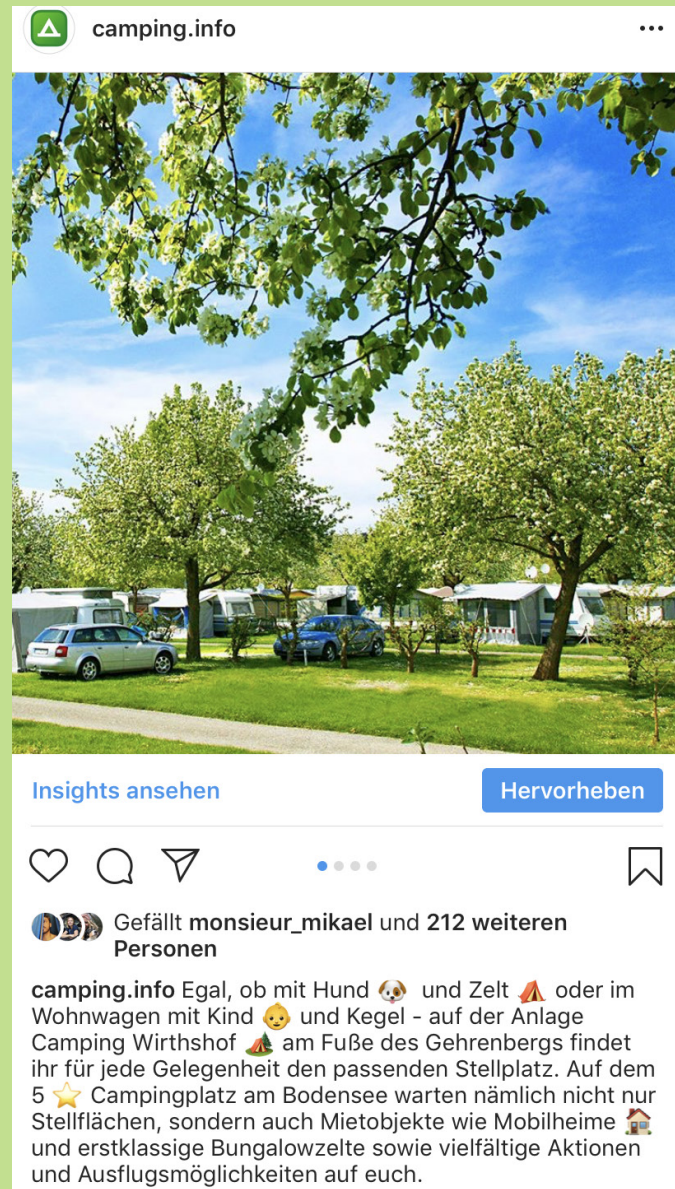 camping.info
Insights ansehen
Hervorheben
Gefällt monsieur_mikael und 212 weiteren
Personen
camping.info Egal, ob mit Hund 🐶 und Zelt ⛺ oder im
Wohnwagen mit Kind 👶 und Kegel - auf der Anlage
Camping Wirthshof 🏕 am Fuße des Gehrenbergs findet
ihr für jede Gelegenheit den passenden Stellplatz. Auf dem
5 ⭐ Campingplatz am Bodensee warten nämlich nicht nur
Stellflächen, sondern auch Mietobjekte wie Mobilheime 🏠
und erstklassige Bungalowzelte sowie vielfältige Aktionen
und Ausflugsmöglichkeiten auf euch.